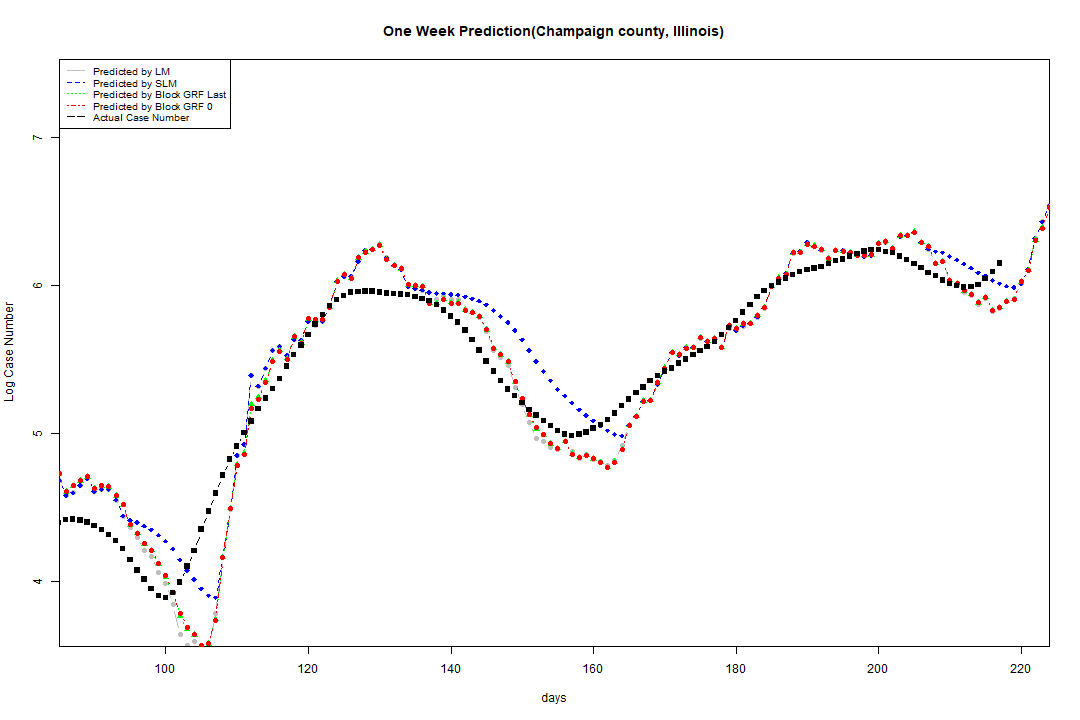 One Week Prediction(Champaign county, Illinois)
Predicted by LM
Predicted by SLM
Predicted by Block GRF Last
Predicted by Block GRF 0
Actual Case Number
Log Case Number
7
6
5
4
100 120 140 160 180 200 220
days